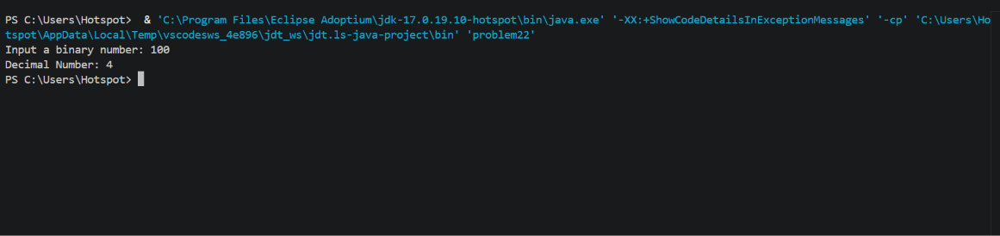 PS C:\Users\Hotspot>  & 'C:\Program Files\Eclipse Adoptium\jdk-17.0.19.10-hotspot\bin\java.exe' '-XX:+ShowCodeDetailsInExceptionMessages' '-cp' 'C:\Users\Ho
tspot\AppData\Local\Temp\vscodesws_4e896\jdt_ws\jdt.ls-java-project\bin' 'problem22'
Input a binary number: 100
Decimal Number: 4
PS C:\Users\Hotspot>